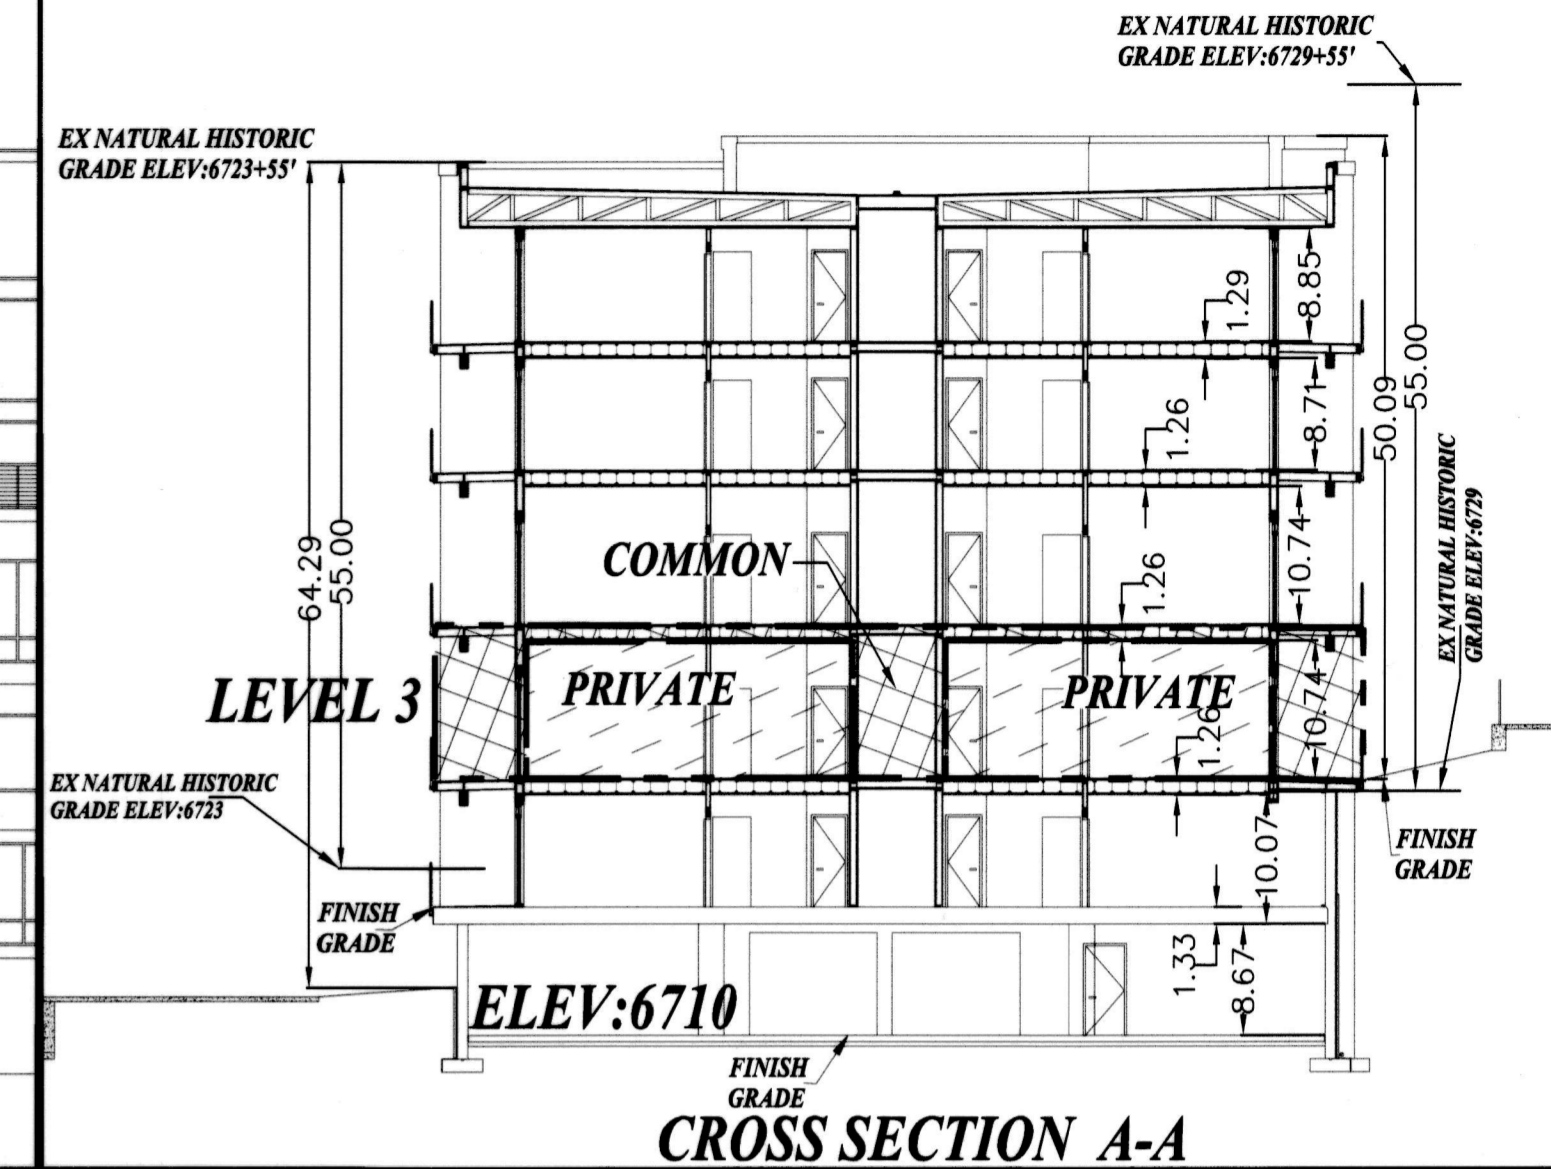 EX NATURAL HISTORIC
GRADE ELEV:6729+55'
EX NATURAL HISTORIC
GRADE ELEV:6723+55'
1.29
8.85
55.00
50.09
8.71
1.26
EX NATURAL HISTORIC
GRADE ELEV:6729
64.29
55.00
COMMON
10.74
1.26
LEVEL 3
PRIVATE
PRIVATE
10.74
1.26
EX NATURAL HISTORIC
GRADE ELEV:6723
FINISH
GRADE
10.07
FINISH
GRADE
1.33
8.67
ELEV:6710
FINISH
GRADE
CROSS SECTION A-A